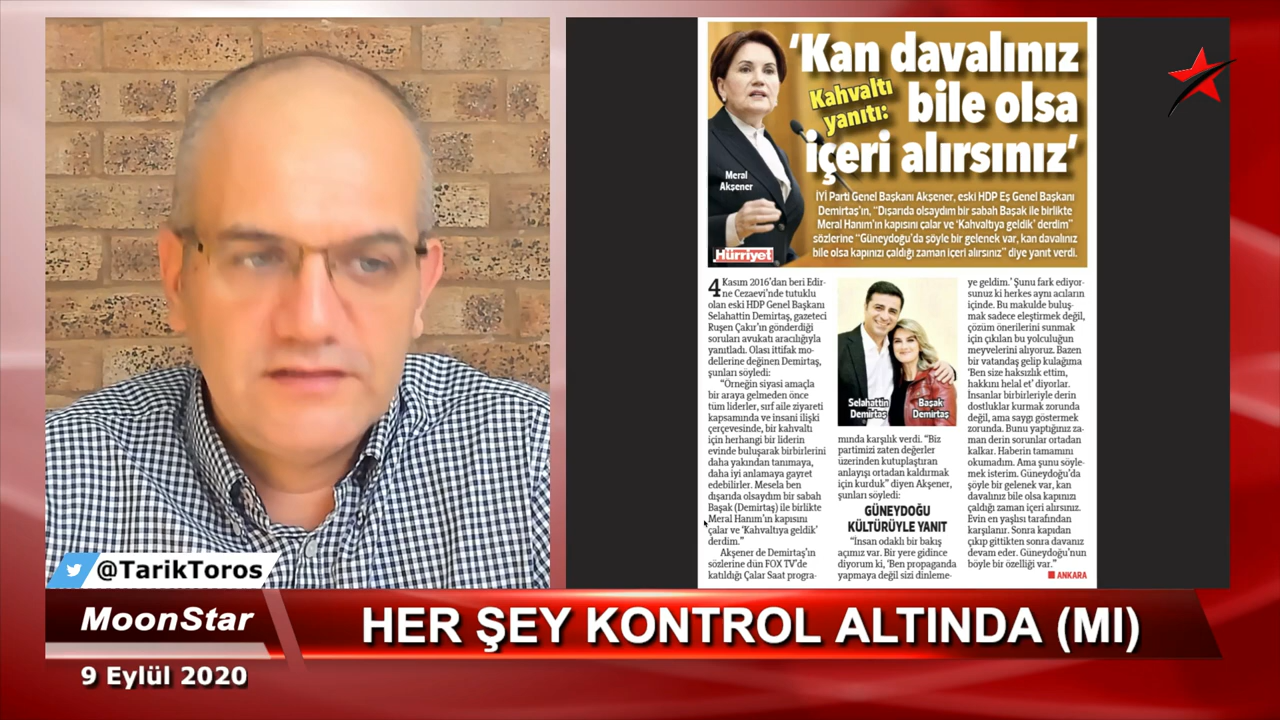 'Kan davalınız
Kahvaltı
yanıtı:
bile olsa
içeri alırsınız'
Meral
Akşener
İYİ Parti Genel Başkanı Akşener, eski HDP Eş Genel Başkanı
Demirtaş'ın, "Dışarıda olsaydım bir sabah Başak ile birlikte
Meral Hanım'ın kapısını çalar ve 'Kahvaltıya geldik' derdim"
sözlerine "Güneydoğu'da şöyle bir gelenek var, kan davalınız
bile olsa kapınızı çaldığı zaman içeri alırsınız" diye yanıt verdi.
Hürriyet
4 Kasım 2016'dan beri Edir-
ne Cezaevi'nde tutuklu
olan eski HDP Genel Başkanı
Selahattin Demirtaş, gazeteci
Ruşen Çakır'ın gönderdiği
soruları avukatı aracılığıyla
yanıtladı. Olası ittifak mo-
dellerine değinen Demirtaş,
şunları söyledi:
"Örneğin siyasi amaçla
bir araya gelmeden önce
tüm liderler, sırf aile ziyareti
kapsamında ve insani ilişki
çerçevesinde, bir kahvaltı
için herhangi bir liderin
evinde buluşarak birbirlerini
daha yakından tanımaya,
daha iyi anlamaya gayret
edebilirler. Mesela ben
dışarıda olsaydım bir sabah
Başak (Demirtaş) ile birlikte
Meral Hanım'ın kapısını
çalar ve 'Kahvaltıya geldik'
derdim."
Akşener de Demirtaş'ın
sözlerine dün FOX TV'de
katıldığı Çalar Saat progra-
Selahattin
Demirtaş
Başak
Demirtaş
mında karşılık verdi. "Biz
partimizi zaten değerler
üzerinden kutuplaştıran
anlayışı ortadan kaldırmak
için kurduk" diyen Akşener,
şunları söyledi:
GÜNEYDOĞU
KÜLTÜRÜYLE YANIT
"İnsan odaklı bir bakış
açımız var. Bir yere gidince
diyorum ki, 'Ben propaganda
yapmaya değil sizi dinleme-
ye geldim.' Şunu fark ediyor-
sunuz ki herkes aynı acıların
içinde. Bu makulde buluş-
mak sadece eleştirmek değil,
çözüm önerilerini sunmak
için çıkılan bu yolculuğun
meyvelerini alıyoruz. Bazen
bir vatandaş gelip kulağıma
'Ben size haksızlık ettim,
hakkını helal et' diyorlar.
İnsanlar birbirleriyle derin
dostluklar kurmak zorunda
değil, ama saygı göstermek
zorunda. Bunu yaptığınız za-
man derin sorunlar ortadan
kalkar. Haberin tamamını
okumadım. Ama şunu söyle-
mek isterim. Güneydoğu'da
şöyle bir gelenek var, kan
davalınız bile olsa kapınızı
çaldığı zaman içeri alırsınız.
Evin en yaşlısı tarafından
karşılanır. Sonra kapıdan
çıkıp gittikten sonra davanız
devam eder. Güneydoğu'nun
böyle bir özelliği var."
ANKARA
@TarikToros
MoonStar
HER ŞEY KONTROL ALTINDA (MI)
9 Eylül 2020